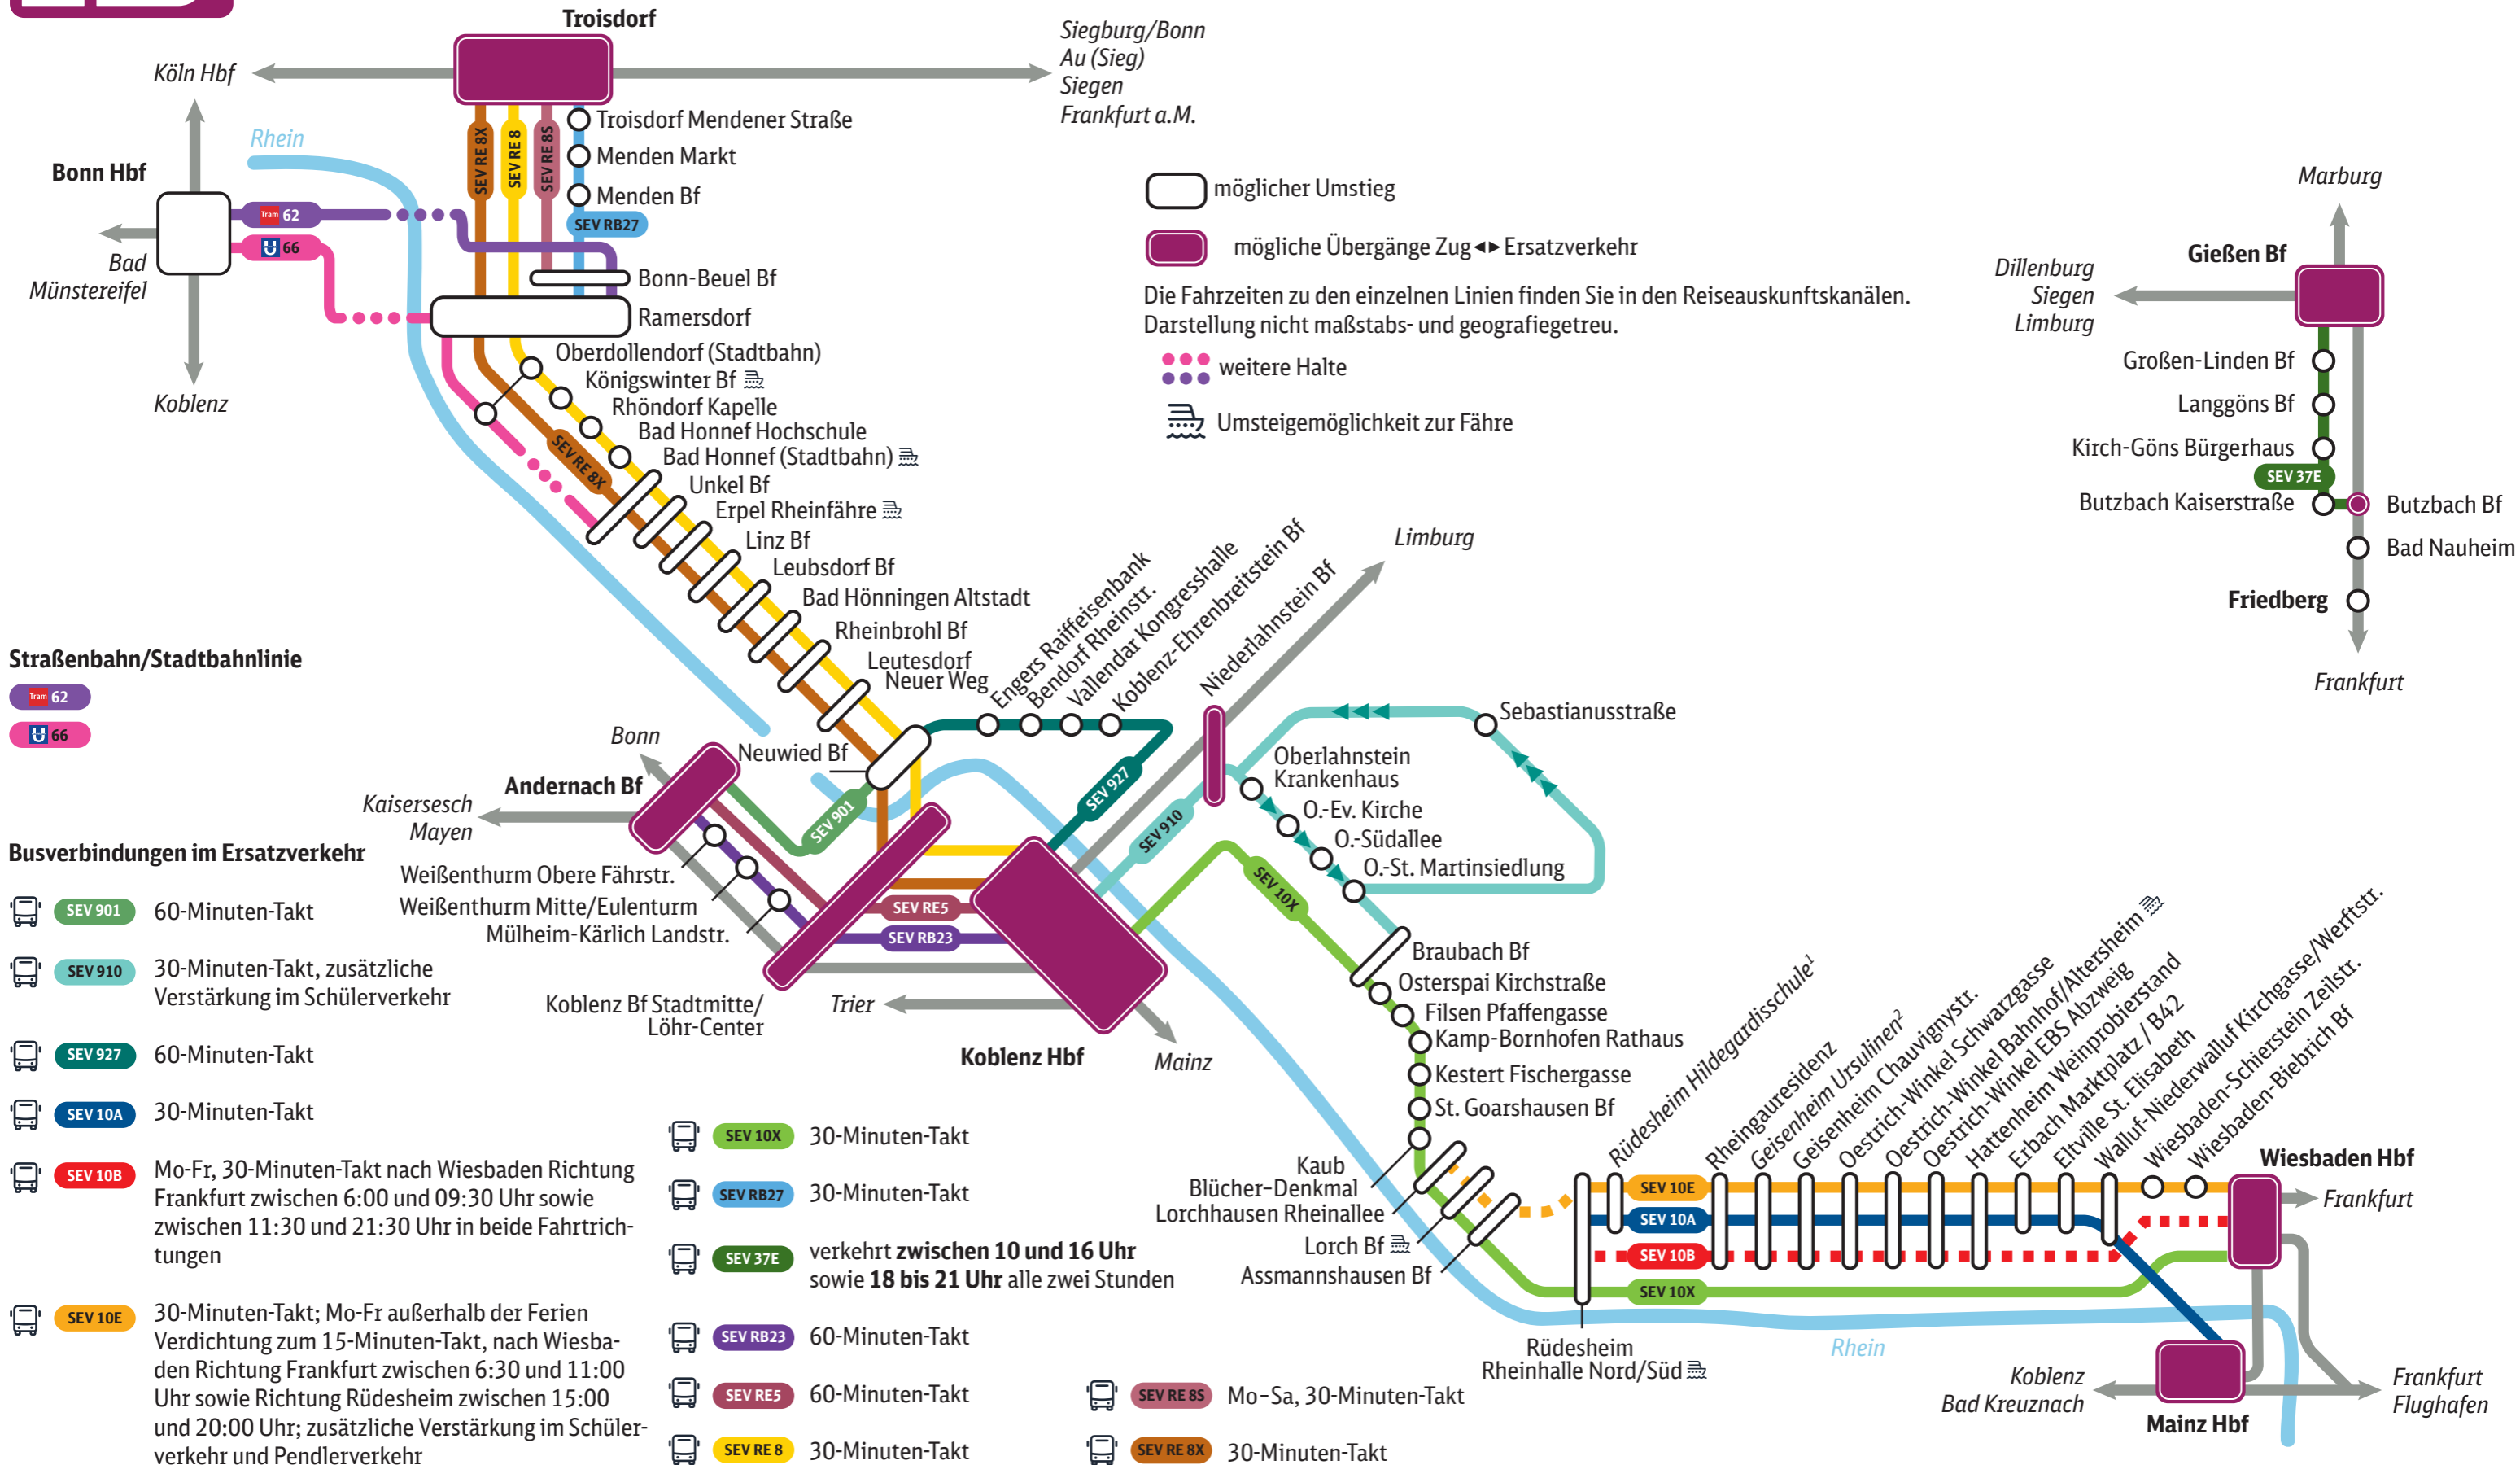 Troisdorf
Köln Hbf
Siegburg/Bonn
Au (Sieg)
Siegen
Frankfurt a.M.
Rhein
Bonn Hbf
Tram 62
U 66
Bad
Münstereifel
Koblenz
SEV RE 8X
SEV RE 8
SEV RE 8S
Troisdorf Mendener Straße
Menden Markt
Menden Bf
SEV RB27
Bonn-Beuel Bf
Ramersdorf
Oberdollendorf (Stadtbahn)
Königswinter Bf
Rhöndorf Kapelle
Bad Honnef Hochschule
Bad Honnef (Stadtbahn)
SEV RE 8X
Unkel Bf
Erpel Rheinfähre
Linz Bf
Leubsdorf Bf
Bad Hönningen Altstadt
Rheinbrohl Bf
Leutesdorf
Neuer Weg
möglicher Umstieg
mögliche Übergänge Zug◄►Ersatzverkehr
Die Fahrzeiten zu den einzelnen Linien finden Sie in den Reiseauskunftskanälen.
Darstellung nicht maßstabs- und geografiegetreu.
weitere Halte
Umsteigemöglichkeit zur Fähre
Marburg
Gießen Bf
Dillenburg
Siegen
Limburg
Großen-Linden Bf
Langgöns Bf
Kirch-Göns Bürgerhaus
SEV 37E
Butzbach Kaiserstraße
Butzbach Bf
Bad Nauheim
Friedberg
Frankfurt
Straßenbahn/Stadtbahnlinie
Tram 62
U 66
Engers Raiffeisenbank
Bendorf Rheinstr.
Vallendar Kongresshalle
Koblenz-Ehrenbreitstein Bf
Niederlahnstein Bf
Limburg
Bonn
Neuwied Bf
Andernach Bf
Kaisersesch
Mayen
SEV 901
SEV 927
SEV 910
Weißenthurm Obere Fährstr.
Weißenthurm Mitte/Eulenturm
Mülheim-Kärlich Landstr.
SEV RE5
SEV RB23
Koblenz Bf Stadtmitte/
Löhr-Center
Trier
Koblenz Hbf
Mainz
Sebastianusstraße
Oberlahnstein
Krankenhaus
O.-Ev. Kirche
O.-Südallee
O.-St. Martinsiedlung
SEV 10X
Braubach Bf
Osterspai Kirchstraße
Filsen Pfaffengasse
Kamp-Bornhofen Rathaus
Kestert Fischergasse
St. Goarshausen Bf
Kaub
Blücher-Denkmal
Lorchhausen Rheinallee
Lorch Bf
Assmannshausen Bf
Rüdesheim
Rheinhalle Nord/Süd
Rüdesheim Hildegardisschule¹
Rheingauresidenz
Geisenheim Ursulinen²
Geisenheim Chauvignystr.
Oestrich-Winkel Schwarzgasse
Oestrich-Winkel Bahnhof/Altersheim
Oestrich-Winkel EBS Abzweig
Hattenheim Weinprobierstand
Erbach Marktplatz / B42
Eltville St. Elisabeth
Walluf-Niederwalluf Kirchgasse/Werftstr.
Wiesbaden-Schierstein Zeilstr.
Wiesbaden-Biebrich Bf
Wiesbaden Hbf
Frankfurt
SEV 10E
SEV 10A
SEV 10B
SEV 10X
Rhein
Koblenz
Bad Kreuznach
Mainz Hbf
Frankfurt
Flughafen
Busverbindungen im Ersatzverkehr
SEV 901 60-Minuten-Takt
SEV 910 30-Minuten-Takt, zusätzliche
Verstärkung im Schülerverkehr
SEV 927 60-Minuten-Takt
SEV 10A 30-Minuten-Takt
SEV 10B Mo-Fr, 30-Minuten-Takt nach Wiesbaden Richtung
Frankfurt zwischen 6:00 und 09:30 Uhr sowie
zwischen 11:30 und 21:30 Uhr in beide Fahrtrich-
tungen
SEV 10E 30-Minuten-Takt; Mo-Fr außerhalb der Ferien
Verdichtung zum 15-Minuten-Takt, nach Wiesba-
den Richtung Frankfurt zwischen 6:30 und 11:00
Uhr sowie Richtung Rüdesheim zwischen 15:00
und 20:00 Uhr; zusätzliche Verstärkung im Schüler-
verkehr und Pendlerverkehr
SEV 10X 30-Minuten-Takt
SEV RB27 30-Minuten-Takt
SEV 37E verkehrt zwischen 10 und 16 Uhr
sowie 18 bis 21 Uhr alle zwei Stunden
SEV RB23 60-Minuten-Takt
SEV RE5 60-Minuten-Takt
SEV RE 8 30-Minuten-Takt
SEV RE 8S Mo-Sa, 30-Minuten-Takt
SEV RE 8X 30-Minuten-Takt